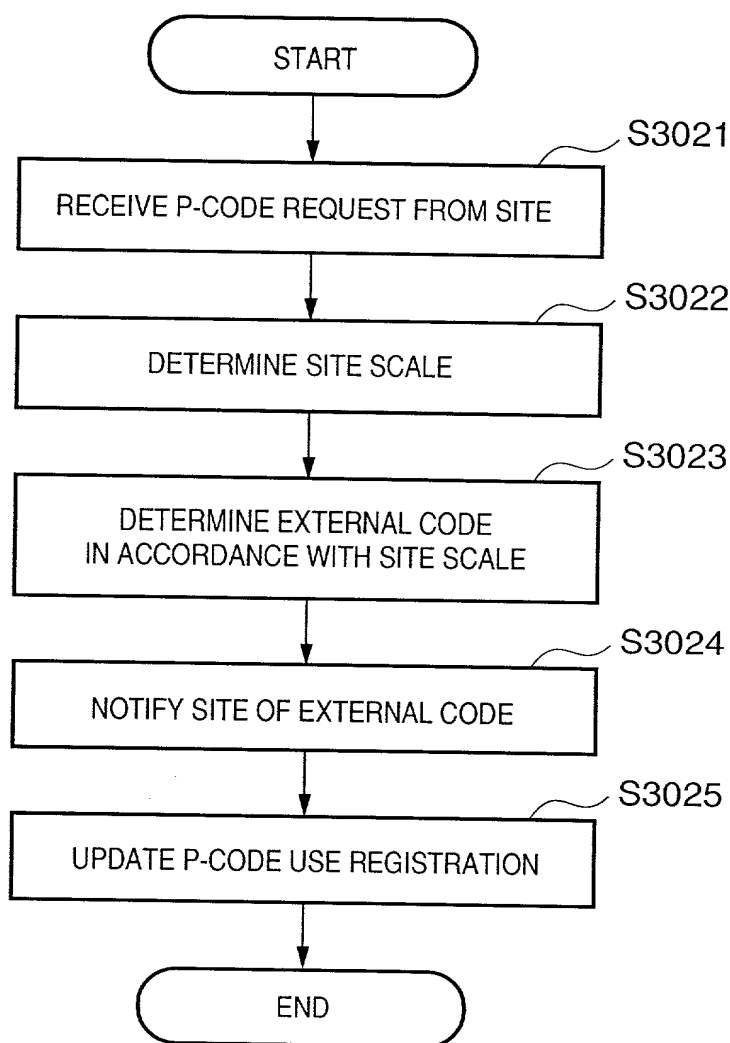 START
S3021
RECEIVE P-CODE REQUEST FROM SITE
S3022
DETERMINE SITE SCALE
S3023
DETERMINE EXTERNAL CODE
IN ACCORDANCE WITH SITE SCALE
S3024
NOTIFY SITE OF EXTERNAL CODE
S3025
UPDATE P-CODE USE REGISTRATION
END